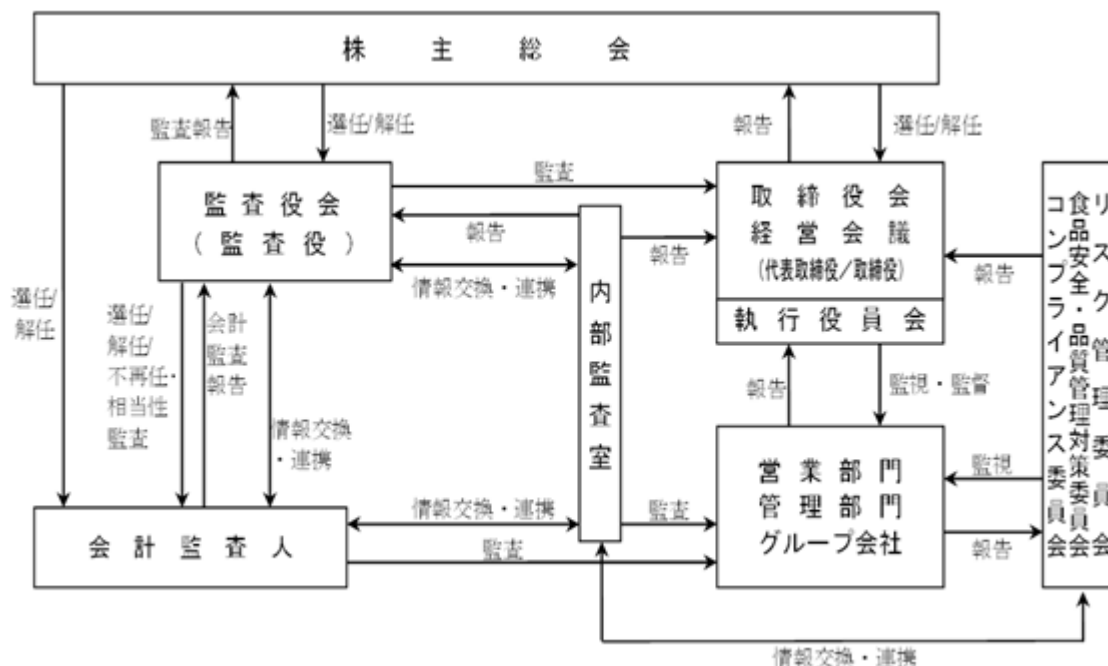 株主総会
監査報告
選任/解任
報告
選任/解任
監査役会
(監査役)
監査
報告
情報交換・連携
報告
取締役会
経営会議
(代表取締役／取締役)
執行役員会
報告
リスク管理委員会
食品安全・品質管理対策委員会
コンプライアンス委員会
選任/
解任
選任/
解任/
不再任・
相当性
監査
会計
監査
報告
情報交換
・連携
内部監査室
報告
監視・監督
営業部門
管理部門
グループ会社
監視
報告
会計監査人
情報交換・連携
監査
監査
情報交換・連携